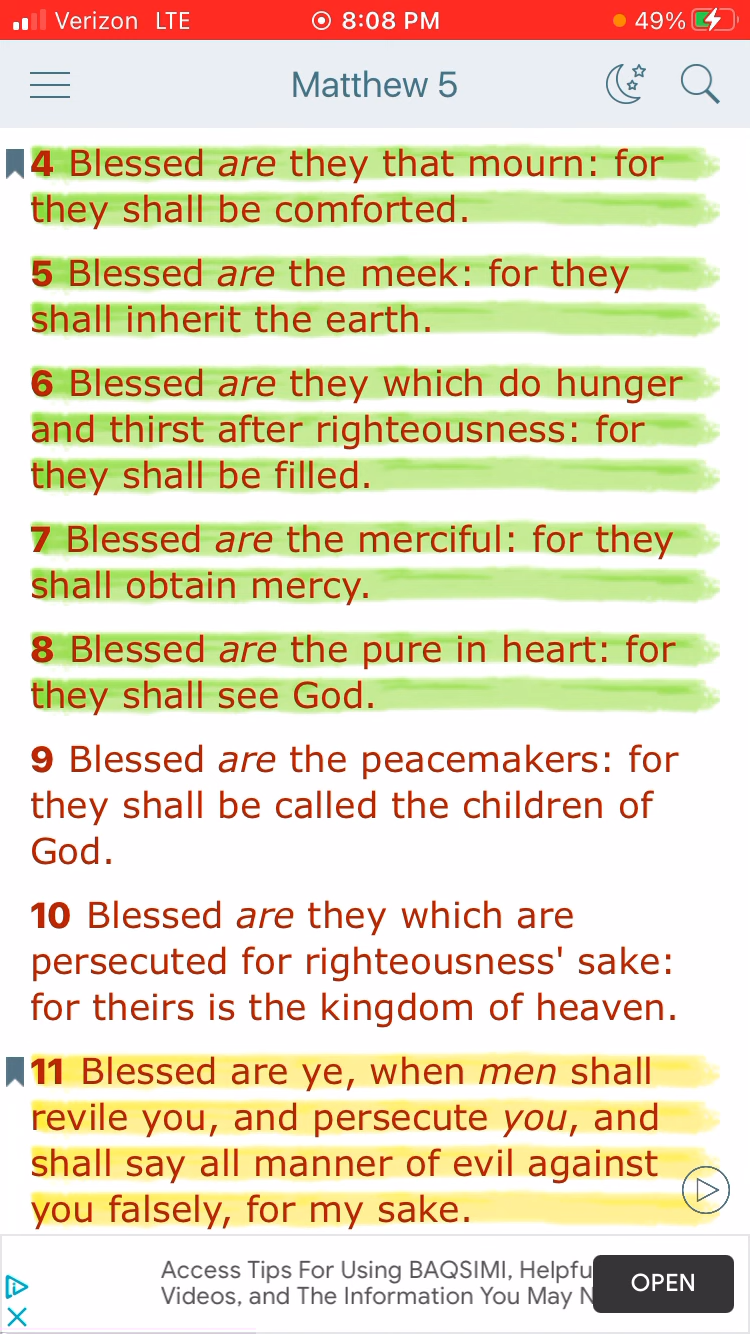 Verizon LTE 8:08 PM 49%
Matthew 5
4 Blessed are they that mourn: for
they shall be comforted.
5 Blessed are the meek: for they
shall inherit the earth.
6 Blessed are they which do hunger
and thirst after righteousness: for
they shall be filled.
7 Blessed are the merciful: for they
shall obtain mercy.
8 Blessed are the pure in heart: for
they shall see God.
9 Blessed are the peacemakers: for
they shall be called the children of
God.
10 Blessed are they which are
persecuted for righteousness' sake:
for theirs is the kingdom of heaven.
11 Blessed are ye, when men shall
revile you, and persecute you, and
shall say all manner of evil against
you falsely, for my sake.
Access Tips For Using BAQSIMI, Helpfu
Videos, and The Information You May N
OPEN